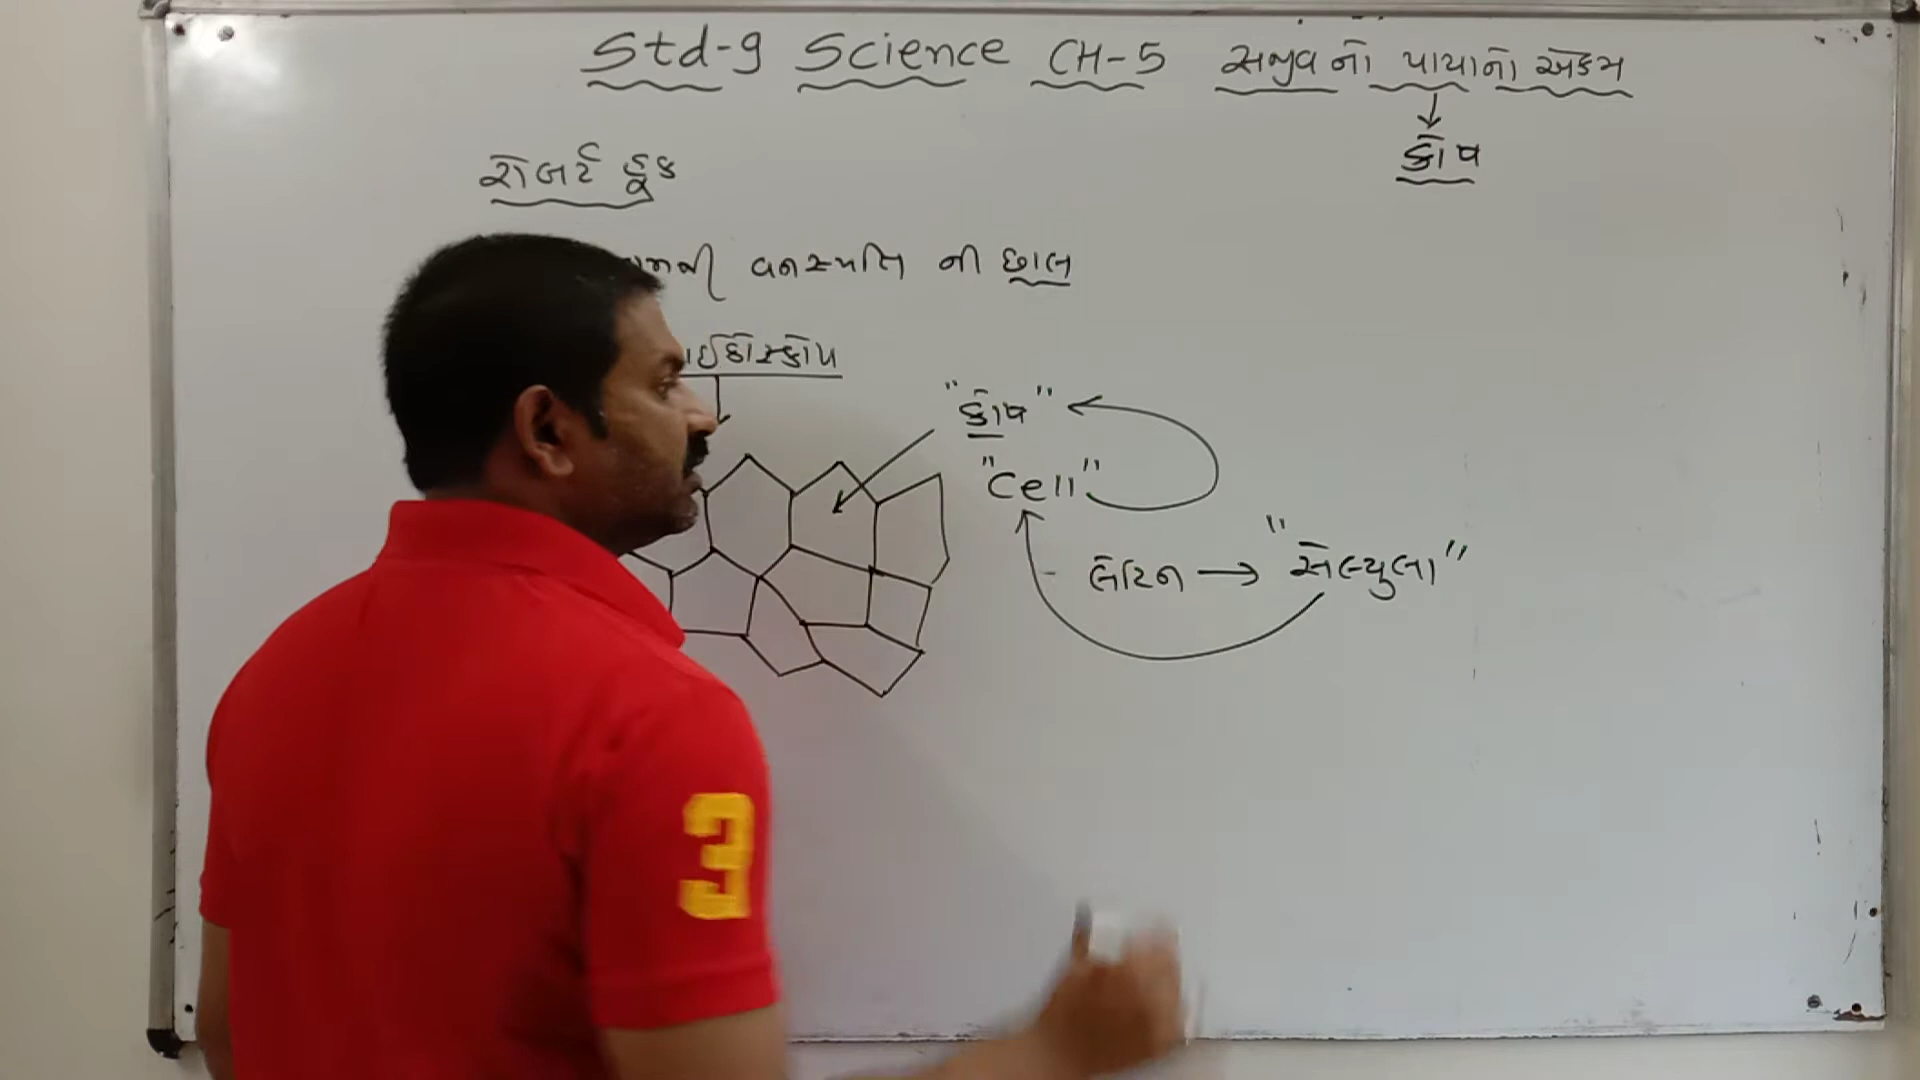 Std-9 Science CH-5 સજીવનો પાયાનો એકમ
કોષ
રોબર્ટ હૂક
વનસ્પતિ ની છાલ
"કોષ"
"Cell"
લેટિન → "સેલ્યુલા"
3